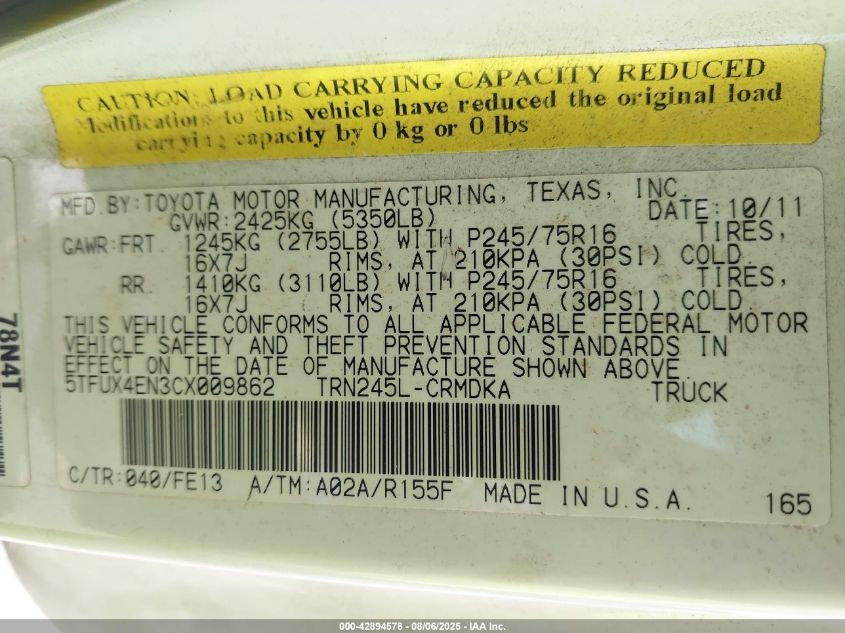 CAUTION: LOAD CARRYING CAPACITY REDUCED
Modifications to this vehicle have reduced the original load
carrying capacity by 0 kg or 0 lbs
MFD. BY: TOYOTA MOTOR MANUFACTURING, TEXAS, INC.
GVWR: 2425KG (5350LB) DATE: 10/11
GAWR: FRT. 1245KG (2755LB) WITH P245/75R16 TIRES,
16X7J RIMS, AT 210KPA (30PSI) COLD.
RR. 1410KG (3110LB) WITH P245/75R16 TIRES,
16X7J RIMS, AT 210KPA (30PSI) COLD.
THIS VEHICLE CONFORMS TO ALL APPLICABLE FEDERAL MOTOR
VEHICLE SAFETY AND THEFT PREVENTION STANDARDS IN
EFFECT ON THE DATE OF MANUFACTURE SHOWN ABOVE.
5TFUX4EN3CX009862 TRN245L-CRMDKA TRUCK
C/TR: 040/FE13 A/TM: A02A/R155F MADE IN U.S.A.
165
78N4T
000-42894578 - 08/06/2025 - IAA Inc.